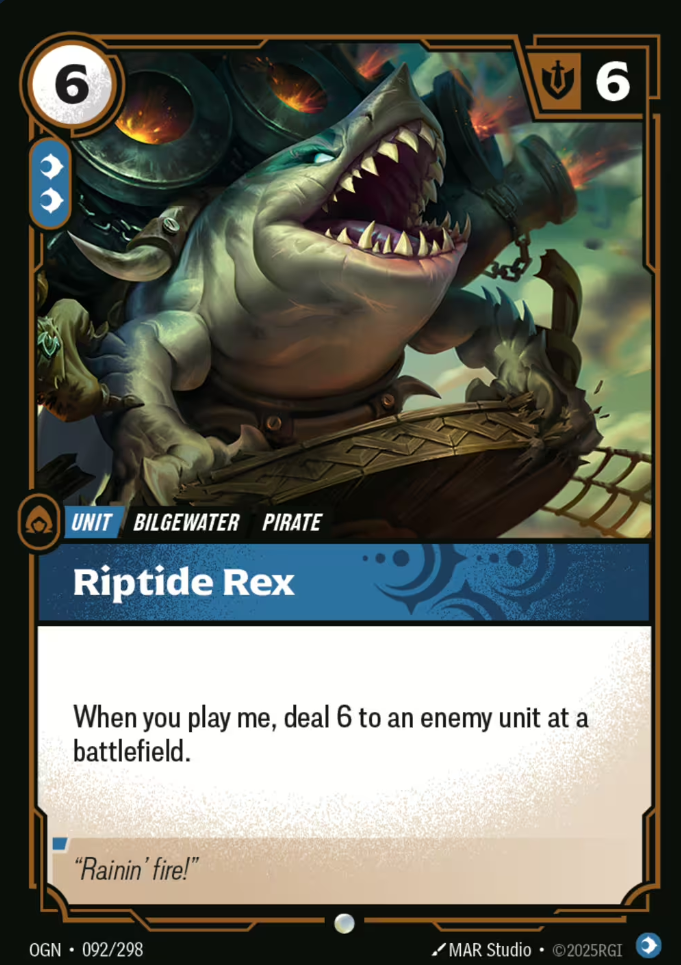 6
6
UNIT BILGEWATER PIRATE
Riptide Rex
When you play me, deal 6 to an enemy unit at a
battlefield.
“Rainin’ fire!”
OGN • 092/298
MAR Studio • ©2025RGI